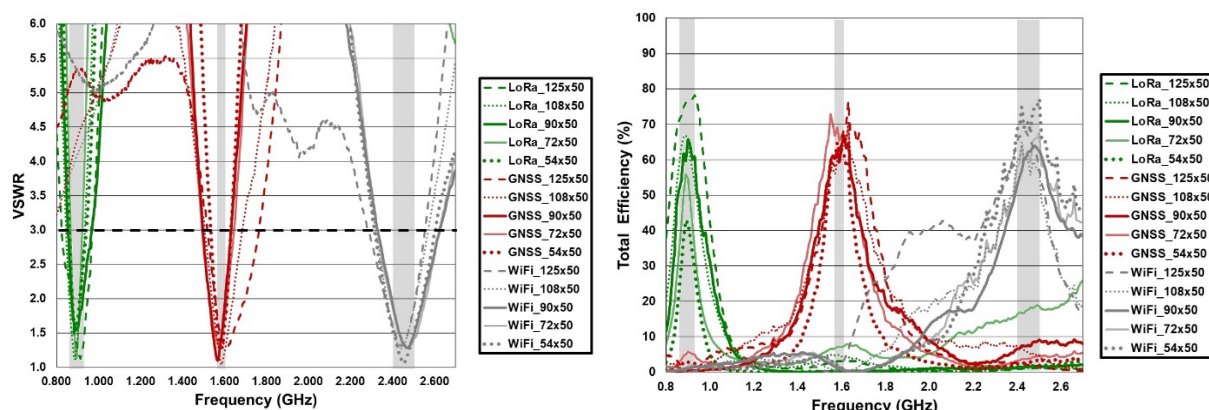 6.0
5.5
5.0
4.5
4.0
3.5
3.0
2.5
2.0
1.5
1.0
VSWR
0.800 1.000 1.200 1.400 1.600 1.800 2.000 2.200 2.400 2.600
Frequency (GHz)
LoRa_125x50
LoRa_108x50
LoRa_90x50
LoRa_72x50
LoRa_54x50
GNSS_125x50
GNSS_108x50
GNSS_90x50
GNSS_72x50
GNSS_54x50
WiFi_125x50
WiFi_108x50
WiFi_90x50
WiFi_72x50
WiFi_54x50
100
90
80
70
60
50
40
30
20
10
0
Total Efficiency (%)
0.8 1.0 1.2 1.4 1.6 1.8 2.0 2.2 2.4 2.6
Frequency (GHz)
LoRa_125x50
LoRa_108x50
LoRa_90x50
LoRa_72x50
LoRa_54x50
GNSS_125x50
GNSS_108x50
GNSS_90x50
GNSS_72x50
GNSS_54x50
WiFi_125x50
WiFi_108x50
WiFi_90x50
WiFi_72x50
WiFi_54x50